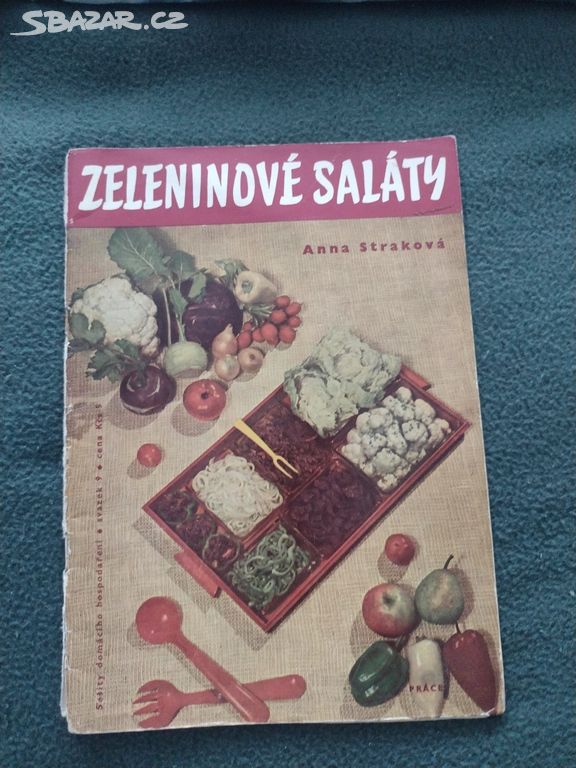 SBAZAR.CZ
ZELENINOVÉ SALÁTY
Anna Straková
Sešity domácího hospodaření • svazek 9 • cena Kčs
PRÁCE